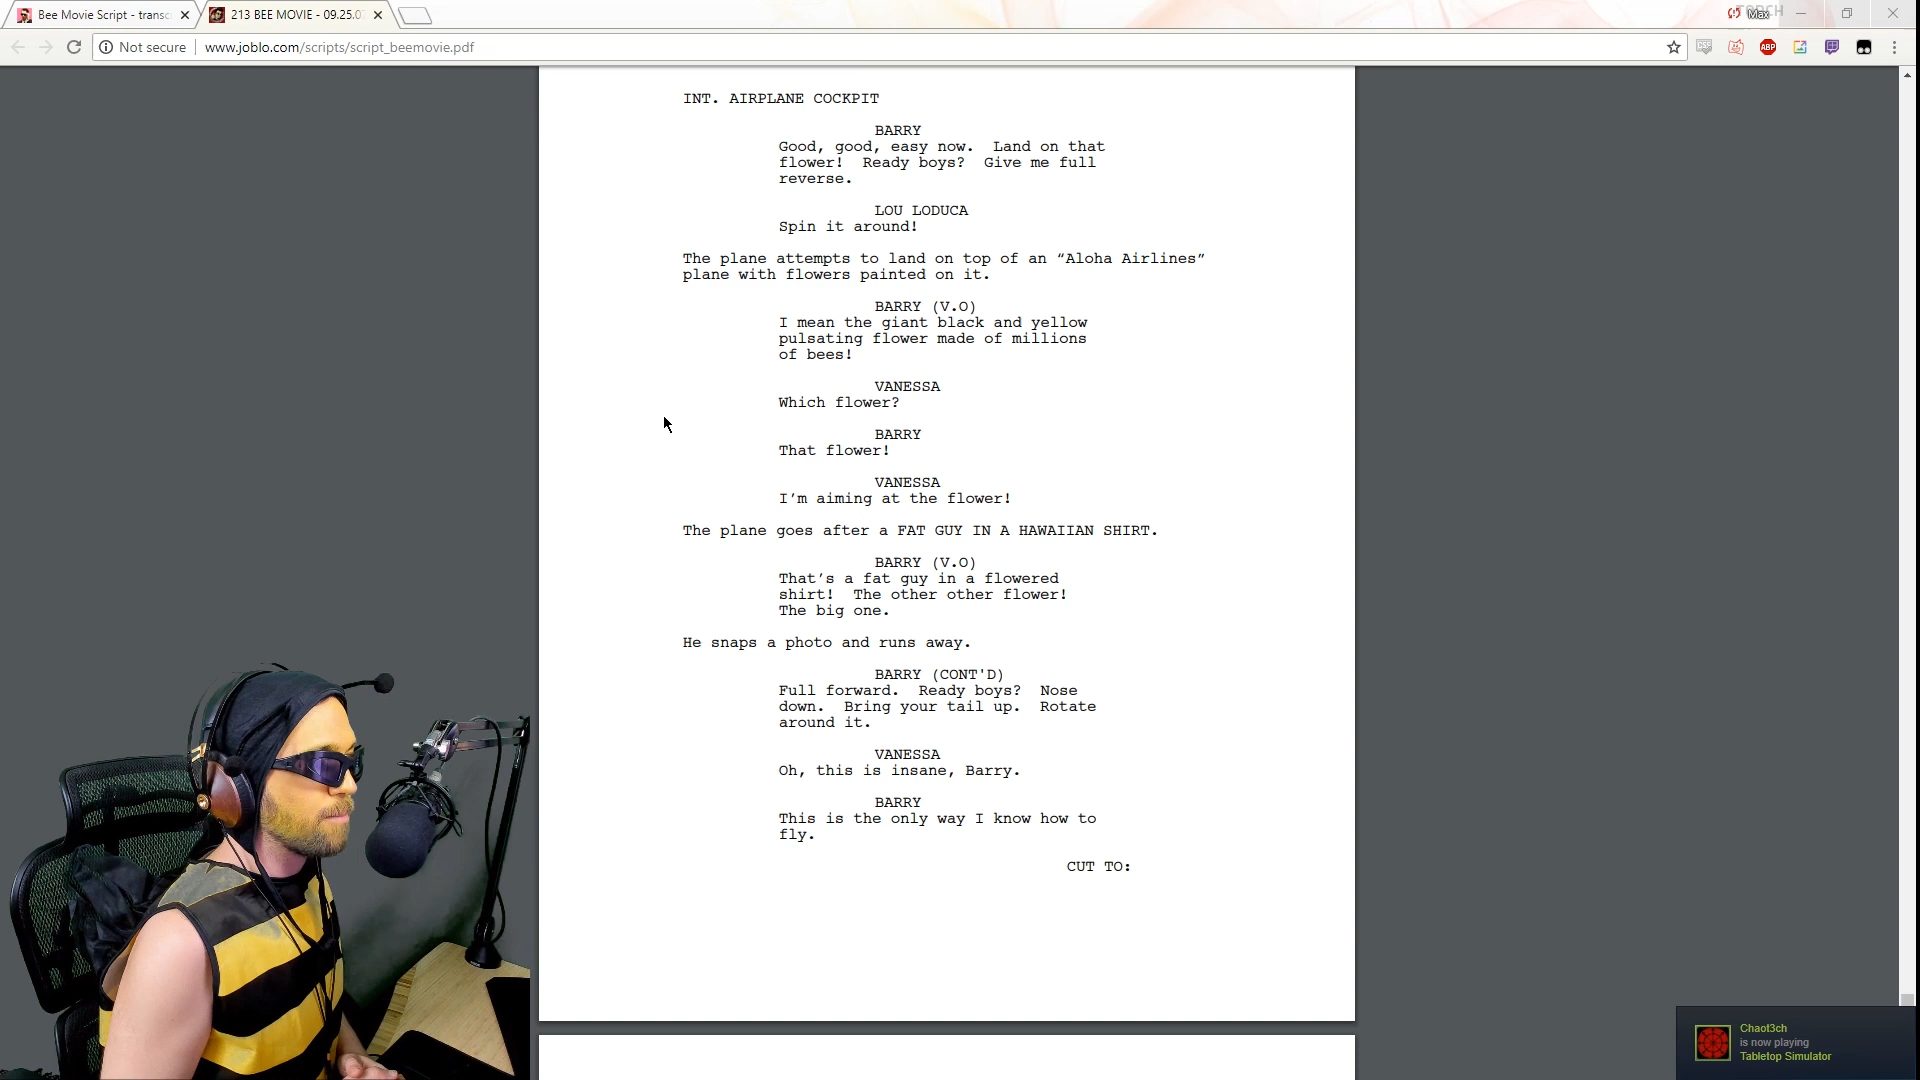 Bee Movie Script - transc
213 BEE MOVIE - 09.25.0
Max
Not secure
www.joblo.com/scripts/script_beemovie.pdf
ABP
INT. AIRPLANE COCKPIT
BARRY
Good, good, easy now. Land on that
flower! Ready boys? Give me full
reverse.
LOU LODUCA
Spin it around!
The plane attempts to land on top of an “Aloha Airlines”
plane with flowers painted on it.
BARRY (V.O)
I mean the giant black and yellow
pulsating flower made of millions
of bees!
VANESSA
Which flower?
BARRY
That flower!
VANESSA
I’m aiming at the flower!
The plane goes after a FAT GUY IN A HAWAIIAN SHIRT.
BARRY (V.O)
That’s a fat guy in a flowered
shirt! The other other flower!
The big one.
He snaps a photo and runs away.
BARRY (CONT'D)
Full forward. Ready boys? Nose
down. Bring your tail up. Rotate
around it.
VANESSA
Oh, this is insane, Barry.
BARRY
This is the only way I know how to
fly.
CUT TO:
Chaot3ch
is now playing
Tabletop Simulator